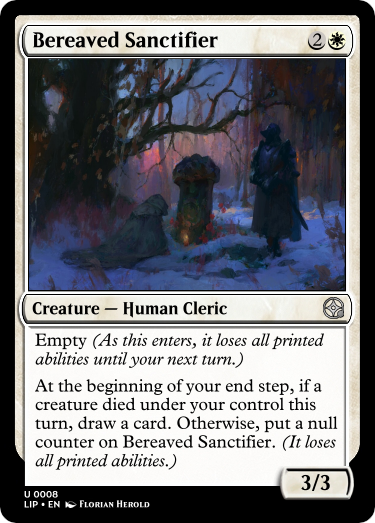 Bereaved Sanctifier 2
Creature — Human Cleric
Empty (As this enters, it loses all printed
abilities until your next turn.)
At the beginning of your end step, if a
creature died under your control this
turn, draw a card. Otherwise, put a null
counter on Bereaved Sanctifier. (It loses
all printed abilities.)
3/3
U 0008
LIP • EN Florian Herold